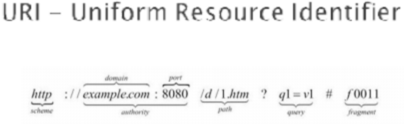 URI – Uniform Resource Identifier
domain port
http :// example.com : 8080 /d/1.htm ? q1=v1 # f0011
scheme authority path query fragment